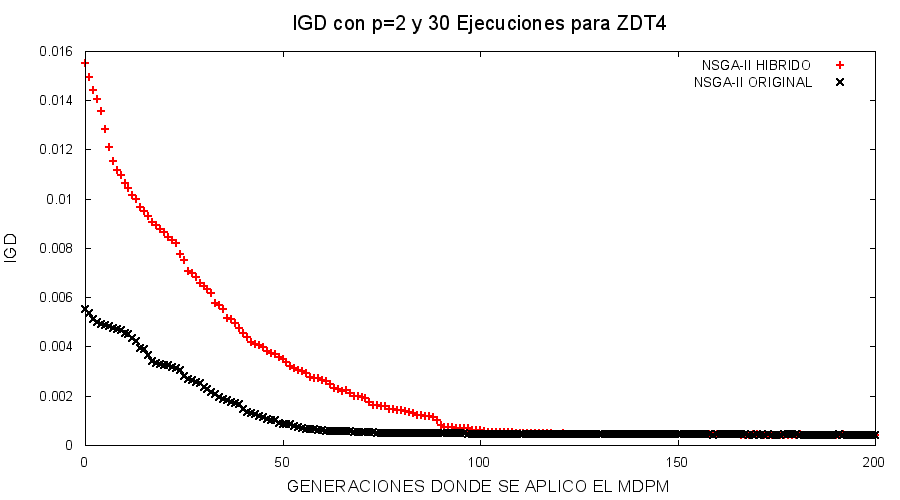 IGD con p=2 y 30 Ejecuciones para ZDT4
0.016
0.014
0.012
0.01
0.008
0.006
0.004
0.002
0
0
50
100
150
200
IGD
GENERACIONES DONDE SE APLICO EL MDPM
NSGA-II HIBRIDO
NSGA-II ORIGINAL